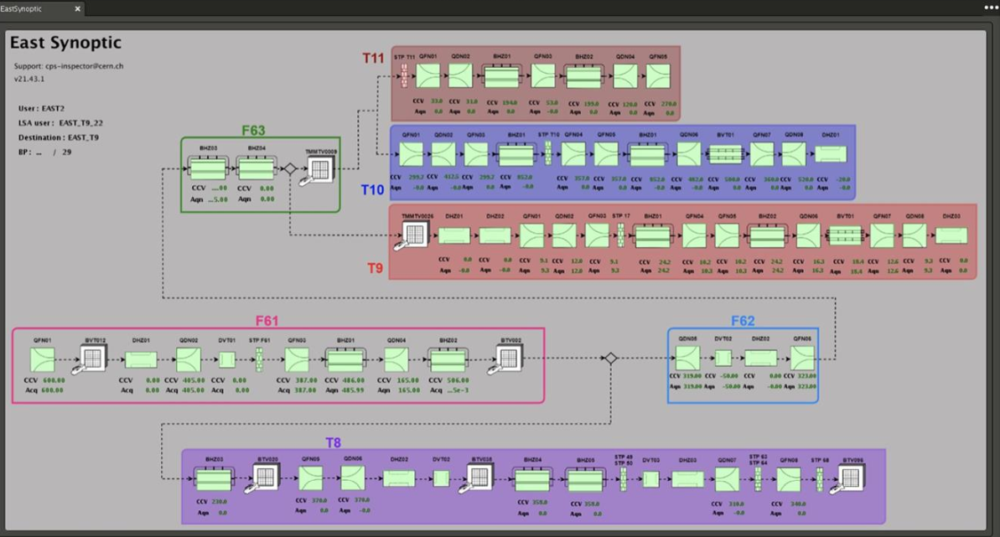 EastSynoptic
East Synoptic
Support: cps-inspector@cern.ch
v21.43.1
User: EAST2
LSA user: EAST_T9_22
Destination: EAST_T9
BP: ... / 29
T11
STP T11 QFN01 QDN02 BHZ01 QFN03 BHZ02 QDN04 QFN05
CCV 33.0 CCV 31.0 CCV 194.0 CCV 53.0 CCV 199.0 CCV 120.0 CCV 270.0
Aqn 0.0 Aqn 0.0 Aqn 0.0 Aqn -0.0 Aqn 0.0 Aqn 0.0 Aqn 0.0
F63
BHZ03 BHZ04 TMMTV0009
CCV ....00 CCV 0.00
Aqn ...5.00 Aqn 0.00
T10
QFN01 QDN02 QFN03 BHZ01 STP T10 QFN04 QFN05 BHZ01 QDN06 BVT01 QFN07 QDN08 DHZ01
CCV 299.7 CCV 412.5 CCV 299.7 CCV 852.0 CCV 357.0 CCV 357.0 CCV 852.0 CCV CCV 500.0 CCV 360.0 CCV 520.0 CCV -20.0
Aqn -0.0 Aqn -0.0 Aqn 0.0 Aqn -0.0 Aqn 0.0 Aqn 0.0 Aqn -0.0 Aqn -0.0 Aqn 0.0 Aqn 0.0 Aqn -0.0 Aqn -0.0
T9
TMMTV0026 DHZ01 DHZ02 QFN01 QDN02 QFN03 STP 17 BHZ01 QFN04 QFN05 BHZ02 QDN06 BVT01 QFN07 QDN08 DHZ03
CCV 0.0 CCV 0.0 CCV 9.1 CCV 12.0 CCV 9.1 CCV 24.2 CCV 10.2 CCV 10.2 CCV 24.2 CCV 16.3 CCV 18.4 CCV 12.6 CCV 9.3 CCV 0.0
Aqn -0.0 Aqn -0.0 Aqn 9.3 Aqn 12.0 Aqn 9.3 Aqn 24.2 Aqn 10.3 Aqn 10.3 Aqn 24.2 Aqn 16.3 Aqn 18.4 Aqn 12.6 Aqn 9.3 Aqn 0.0
F61
QFN01 BVT012 DHZ01 QDN02 DVT01 STP F61 QFN03 BHZ01 QDN04 BHZ02 BTV002
CCV 600.00 CCV 0.00 CCV 405.00 CCV 0.00 CCV 387.00 CCV 486.00 CCV 165.00 CCV 506.00
Acq 600.00 Acq 0.00 Acq 405.00 Acq 0.00 Acq 387.00 Aqn 485.99 Aqn 165.00 Acq ...5e-3
F62
QDN05 DVT02 DHZ02 QFN06
CCV 319.00 CCV -50.00 CCV 0.00 CCV 323.00
Aqn 319.00 Aqn -50.00 Aqn -0.00 Aqn 323.00
T8
BHZ03 BTV020 QFN05 QDN06 DHZ02 DVT02 BTV035 BHZ04 BHZ05 STP 49 STP 50 DVT03 DHZ03 QDN07 STP 63 STP 64 QFN08 STP 68 BTV096
CCV 230.0 CCV 370.0 CCV 370.0 CCV 350.0 CCV 350.0 CCV 310.0 CCV 340.0
Aqn 0.0 Aqn 0.0 Aqn -0.0 Aqn 0.0 Aqn 0.0 Aqn -0.0 Aqn 0.0